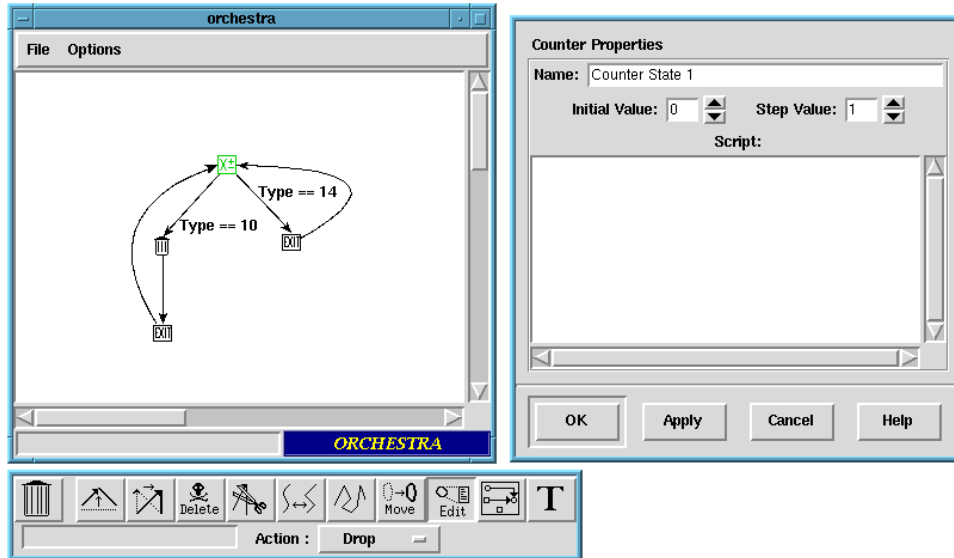 orchestra
File Options
X±
Type == 14
Type == 10
EXIT
EXIT
ORCHESTRA
Counter Properties
Name: Counter State 1
Initial Value: 0 Step Value: 1
Script:
OK Apply Cancel Help
Delete Move Edit T
Action : Drop